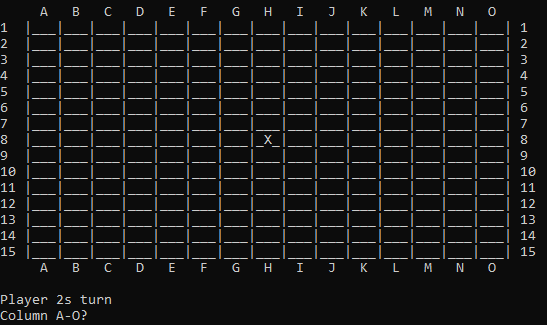 A   B   C   D   E   F   G   H   I   J   K   L   M   N   O
1  |___|___|___|___|___|___|___|___|___|___|___|___|___|___|___| 1
2  |___|___|___|___|___|___|___|___|___|___|___|___|___|___|___| 2
3  |___|___|___|___|___|___|___|___|___|___|___|___|___|___|___| 3
4  |___|___|___|___|___|___|___|___|___|___|___|___|___|___|___| 4
5  |___|___|___|___|___|___|___|___|___|___|___|___|___|___|___| 5
6  |___|___|___|___|___|___|___|___|___|___|___|___|___|___|___| 6
7  |___|___|___|___|___|___|___|___|___|___|___|___|___|___|___| 7
8  |___|___|___|___|___|___|___|_X_|___|___|___|___|___|___|___| 8
9  |___|___|___|___|___|___|___|___|___|___|___|___|___|___|___| 9
10 |___|___|___|___|___|___|___|___|___|___|___|___|___|___|___| 10
11 |___|___|___|___|___|___|___|___|___|___|___|___|___|___|___| 11
12 |___|___|___|___|___|___|___|___|___|___|___|___|___|___|___| 12
13 |___|___|___|___|___|___|___|___|___|___|___|___|___|___|___| 13
14 |___|___|___|___|___|___|___|___|___|___|___|___|___|___|___| 14
15 |___|___|___|___|___|___|___|___|___|___|___|___|___|___|___| 15
    A   B   C   D   E   F   G   H   I   J   K   L   M   N   O
Player 2s turn
Column A-O?